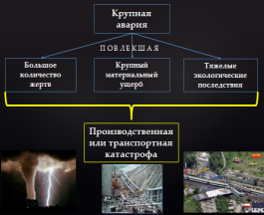 Крупная
авария
ПОВЛЕКШАЯ
Большое
количество
жертв
Крупный
материальный
ущерб
Тяжелые
экологические
последствия
Производственная
или транспортная
катастрофа